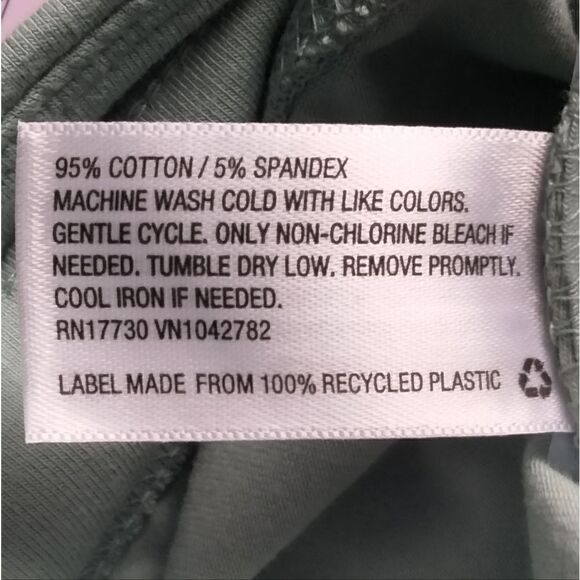 95% COTTON / 5% SPANDEX
MACHINE WASH COLD WITH LIKE COLORS.
GENTLE CYCLE. ONLY NON-CHLORINE BLEACH IF
NEEDED. TUMBLE DRY LOW. REMOVE PROMPTLY.
COOL IRON IF NEEDED.
RN17730 VN1042782
LABEL MADE FROM 100% RECYCLED PLASTIC